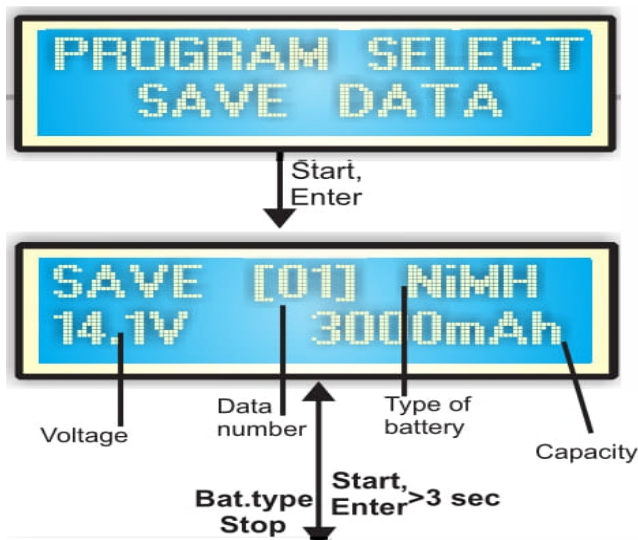 PROGRAM SELECT
SAVE DATA
Start,
Enter
SAVE [01] NiMH
14.1V 3000mAh
Voltage
Data
number
Type of
battery
Capacity
Bat.type
Stop
Start,
Enter >3 sec